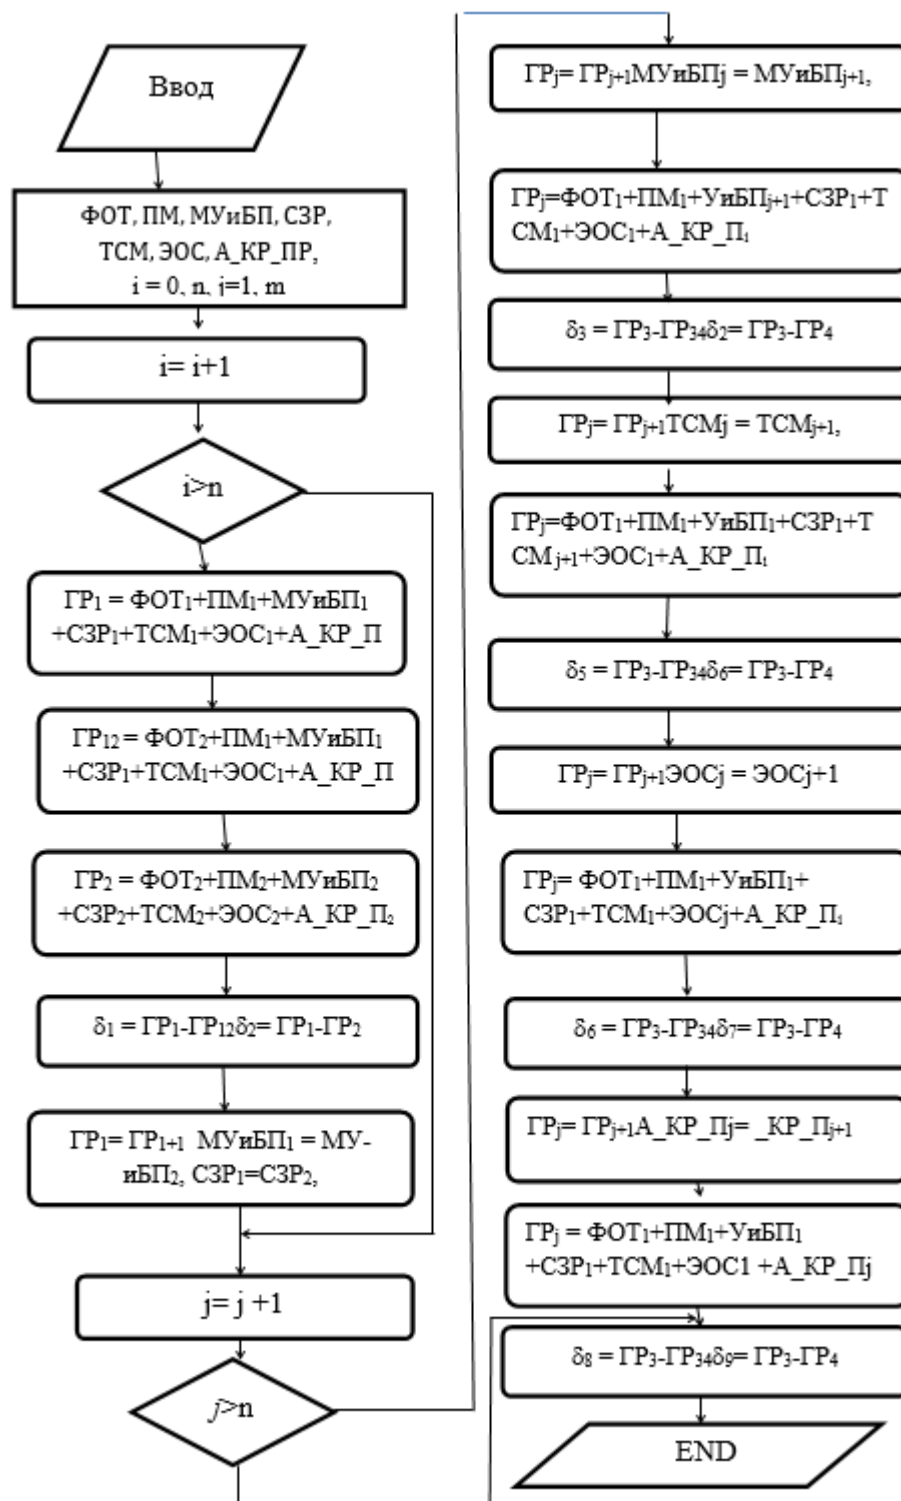 Ввод
ФОТ, ПМ, МУиБП, СЗР,
ТСМ, ЭОС, А_КР_ПР,
i = 0, n, j=1, m
i= i+1
i>n
ГР₁ = ФОТ₁+ПМ₁+МУиБП₁
+СЗР₁+ТСМ₁+ЭОС₁+А_КР_П
ГР₁₂ = ФОТ₂+ПМ₁+МУиБП₁
+СЗР₁+ТСМ₁+ЭОС₁+А_КР_П
ГР₂ = ФОТ₂+ПМ₂+МУиБП₂
+СЗР₂+ТСМ₂+ЭОС₂+А_КР_П₂
δ₁ = ГР₁-ГР₁₂δ₂= ГР₁-ГР₂
ГР₁= ГР₁₊₁ МУиБП₁ = МУ-
иБП₂, СЗР₁=СЗР₂,
j= j +1
j>n
ГРⱼ= ГРⱼ₊₁МУиБПj = МУиБПⱼ₊₁,
ГРⱼ=ФОТ₁+ПМ₁+УиБПⱼ₊₁+СЗР₁+Т
СМ₁+ЭОС₁+А_КР_П₁
δ₃ = ГР₃-ГР₃₄δ₂= ГР₃-ГР₄
ГРⱼ= ГРⱼ₊₁ТСМj = ТСМⱼ₊₁,
ГРⱼ=ФОТ₁+ПМ₁+УиБП₁+СЗР₁+Т
СМⱼ₊₁+ЭОС₁+А_КР_П₁
δ₅ = ГР₃-ГР₃₄δ₆= ГР₃-ГР₄
ГРⱼ= ГРⱼ₊₁ЭОСj = ЭОСj+1
ГРⱼ= ФОТ₁+ПМ₁+УиБП₁+
СЗР₁+ТСМ₁+ЭОСj+А_КР_П₁
δ₆ = ГР₃-ГР₃₄δ₇= ГР₃-ГР₄
ГРⱼ= ГРⱼ₊₁А_КР_Пj= _КР_Пⱼ₊₁
ГРⱼ = ФОТ₁+ПМ₁+УиБП₁
+СЗР₁+ТСМ₁+ЭОС1 +А_КР_Пj
δ₈ = ГР₃-ГР₃₄δ₉= ГР₃-ГР₄
END